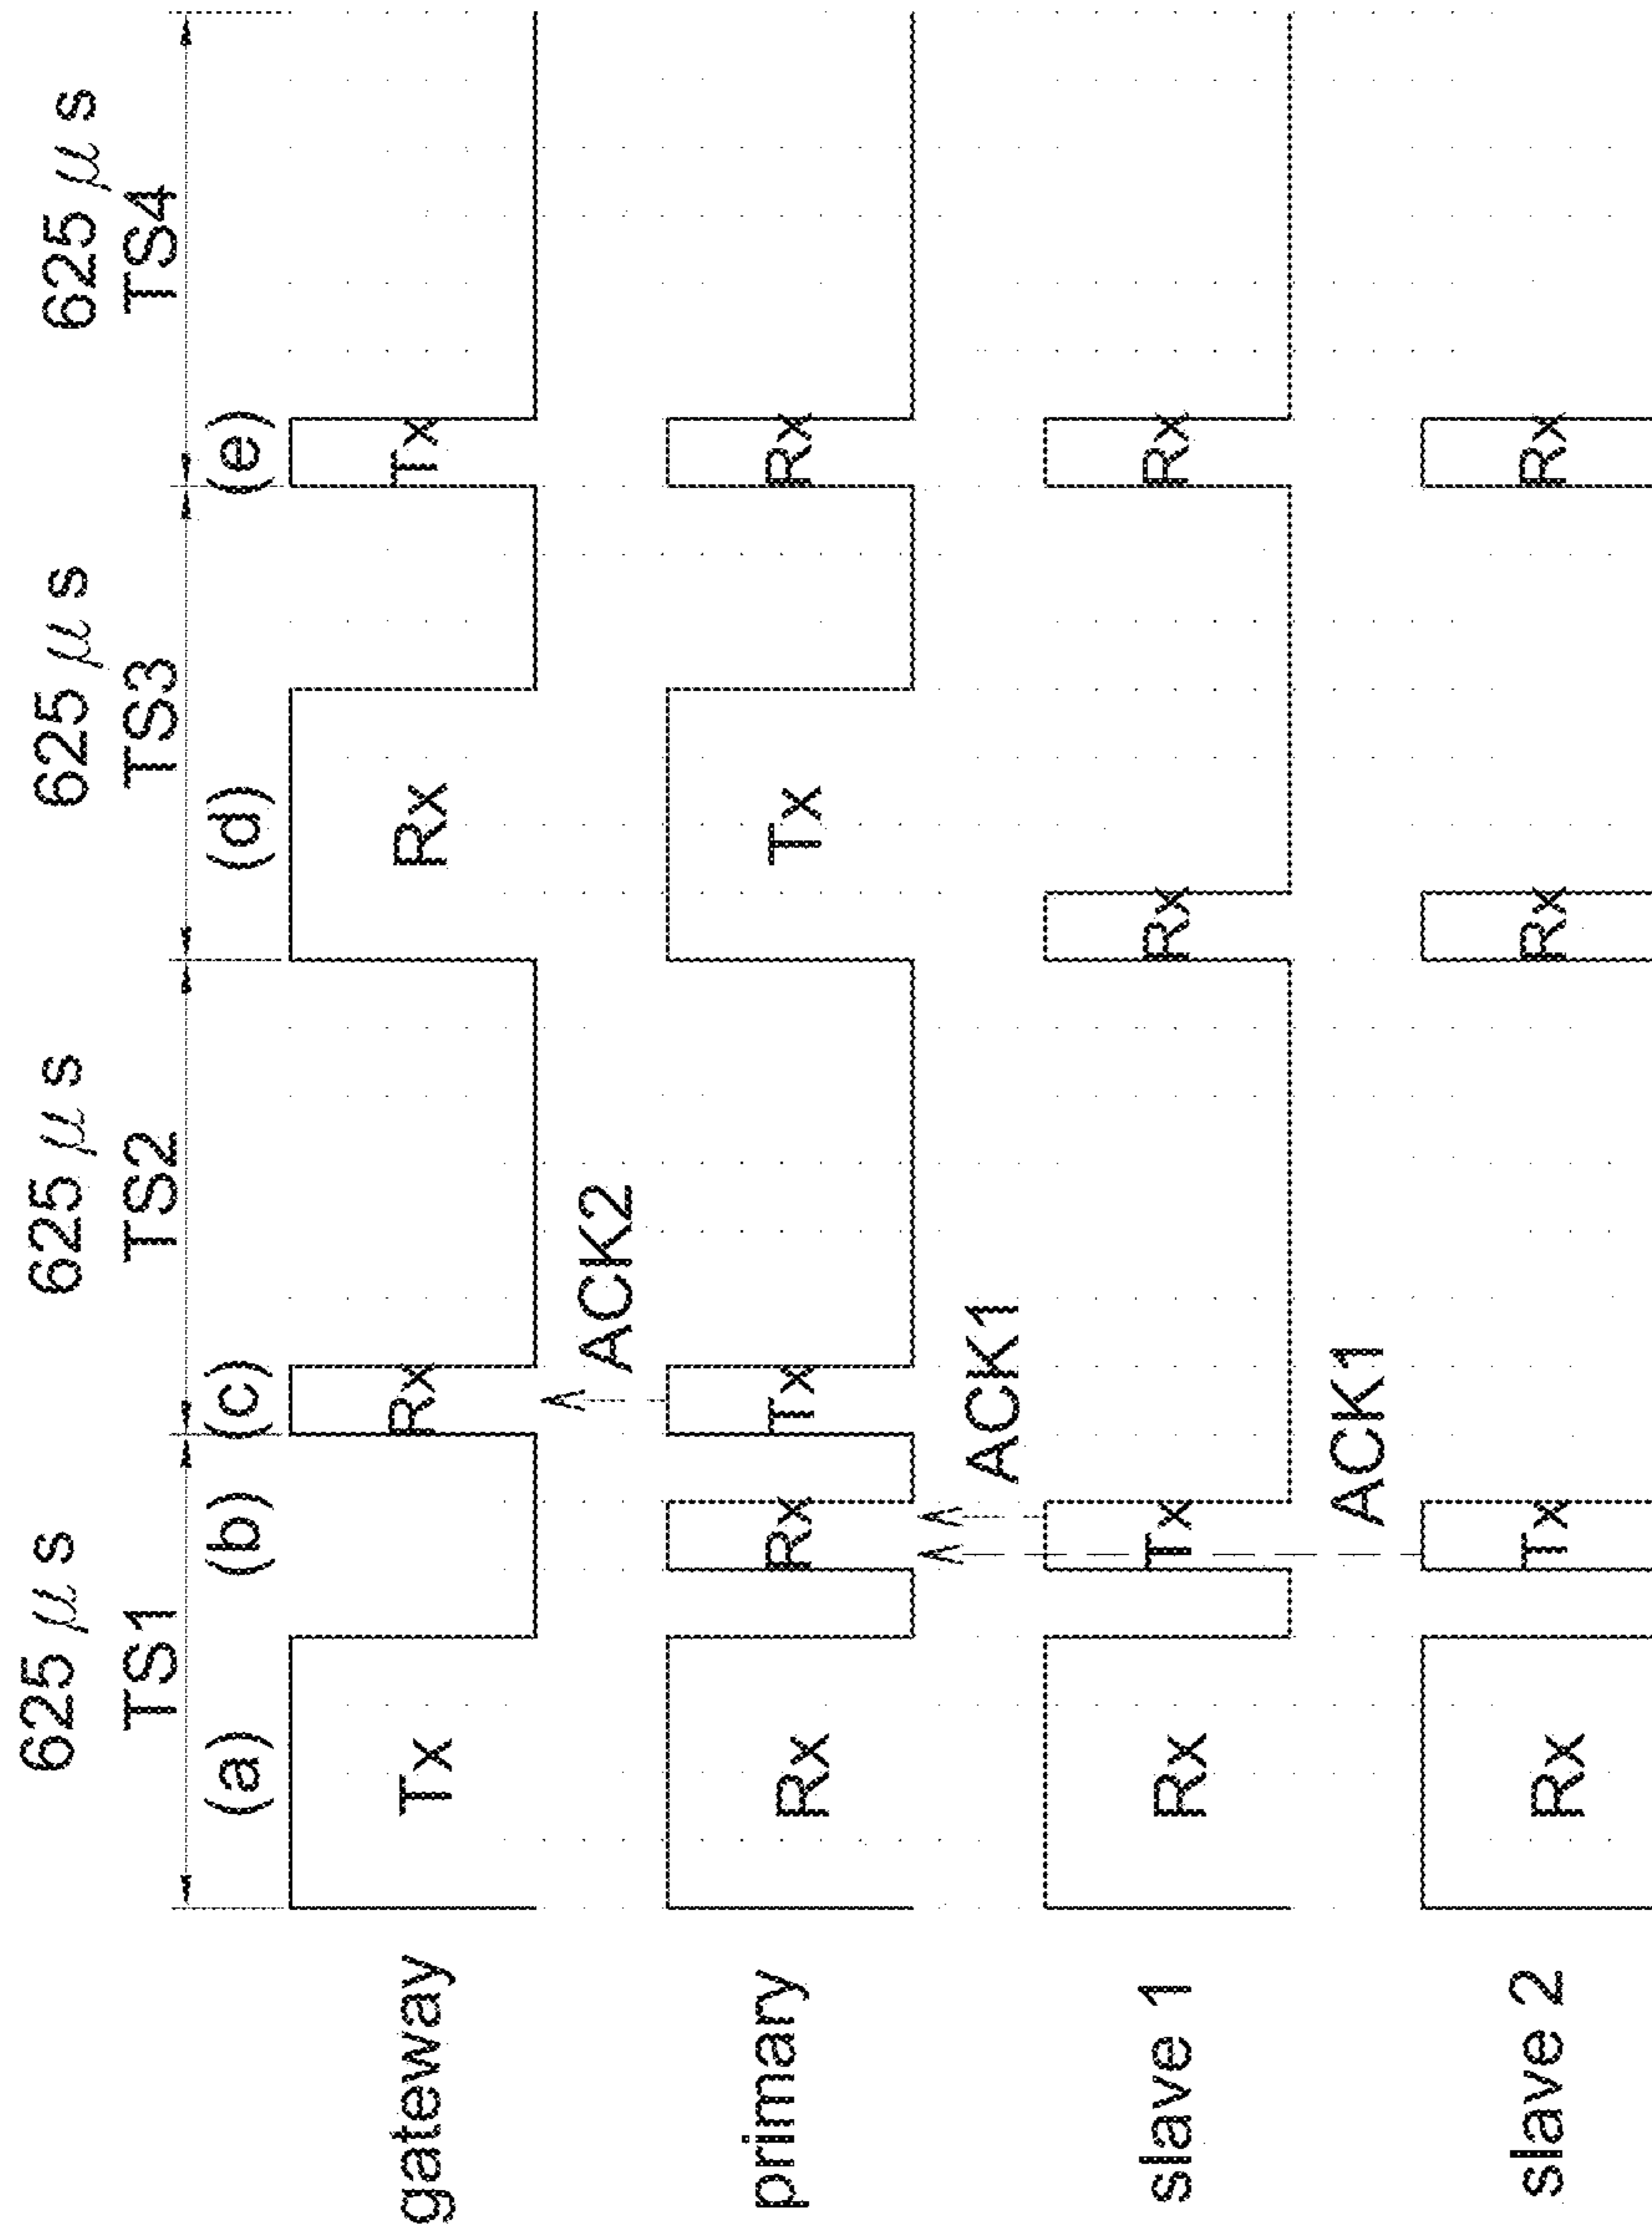 625 μs 625 μs 625 μs 625 μs
TS1 TS2 TS3 TS4
(a) (b) (c) (d) (e)
gateway Tx Rx Rx Tx
ACK2
primary Rx Rx Tx Tx Rx
ACK1
slave 1 Rx Tx Rx Rx
ACK1
slave 2 Rx Tx Rx Rx